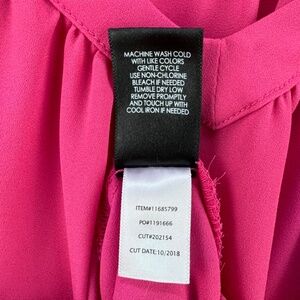 MACHINE WASH COLD
WITH LIKE COLORS
GENTLE CYCLE
USE NON-CHLORINE
BLEACH IF NEEDED
TUMBLE DRY LOW
REMOVE PROMPTLY
AND TOUCH UP WITH
COOL IRON IF NEEDED
ITEM#11685799
PO#1191666
CUT#202154
CUT DATE:10/2018